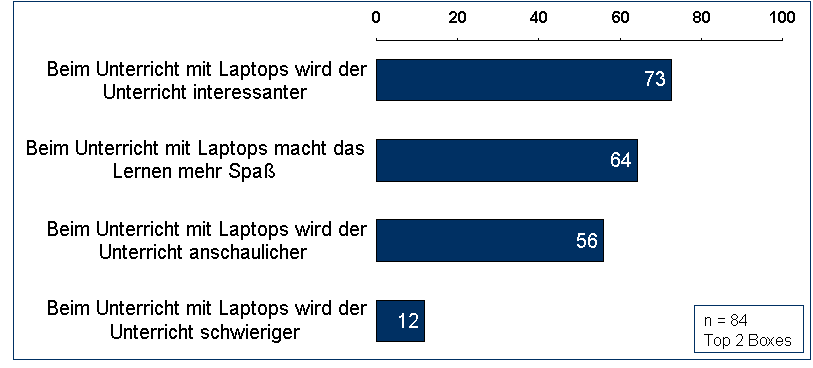 0 20 40 60 80 100
Beim Unterricht mit Laptops wird der
Unterricht interessanter
73
Beim Unterricht mit Laptops macht das
Lernen mehr Spaß
64
Beim Unterricht mit Laptops wird der
Unterricht anschaulicher
56
Beim Unterricht mit Laptops wird der
Unterricht schwieriger
12
n = 84
Top 2 Boxes